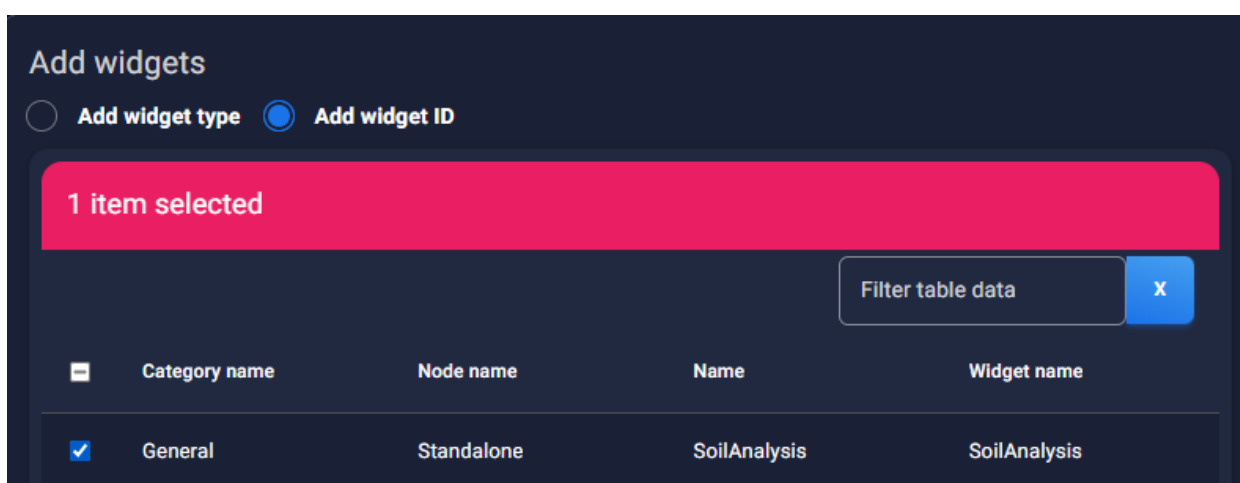 Add widgets
Add widget type Add widget ID
1 item selected
Filter table data x
Category name Node name Name Widget name
General Standalone SoilAnalysis SoilAnalysis